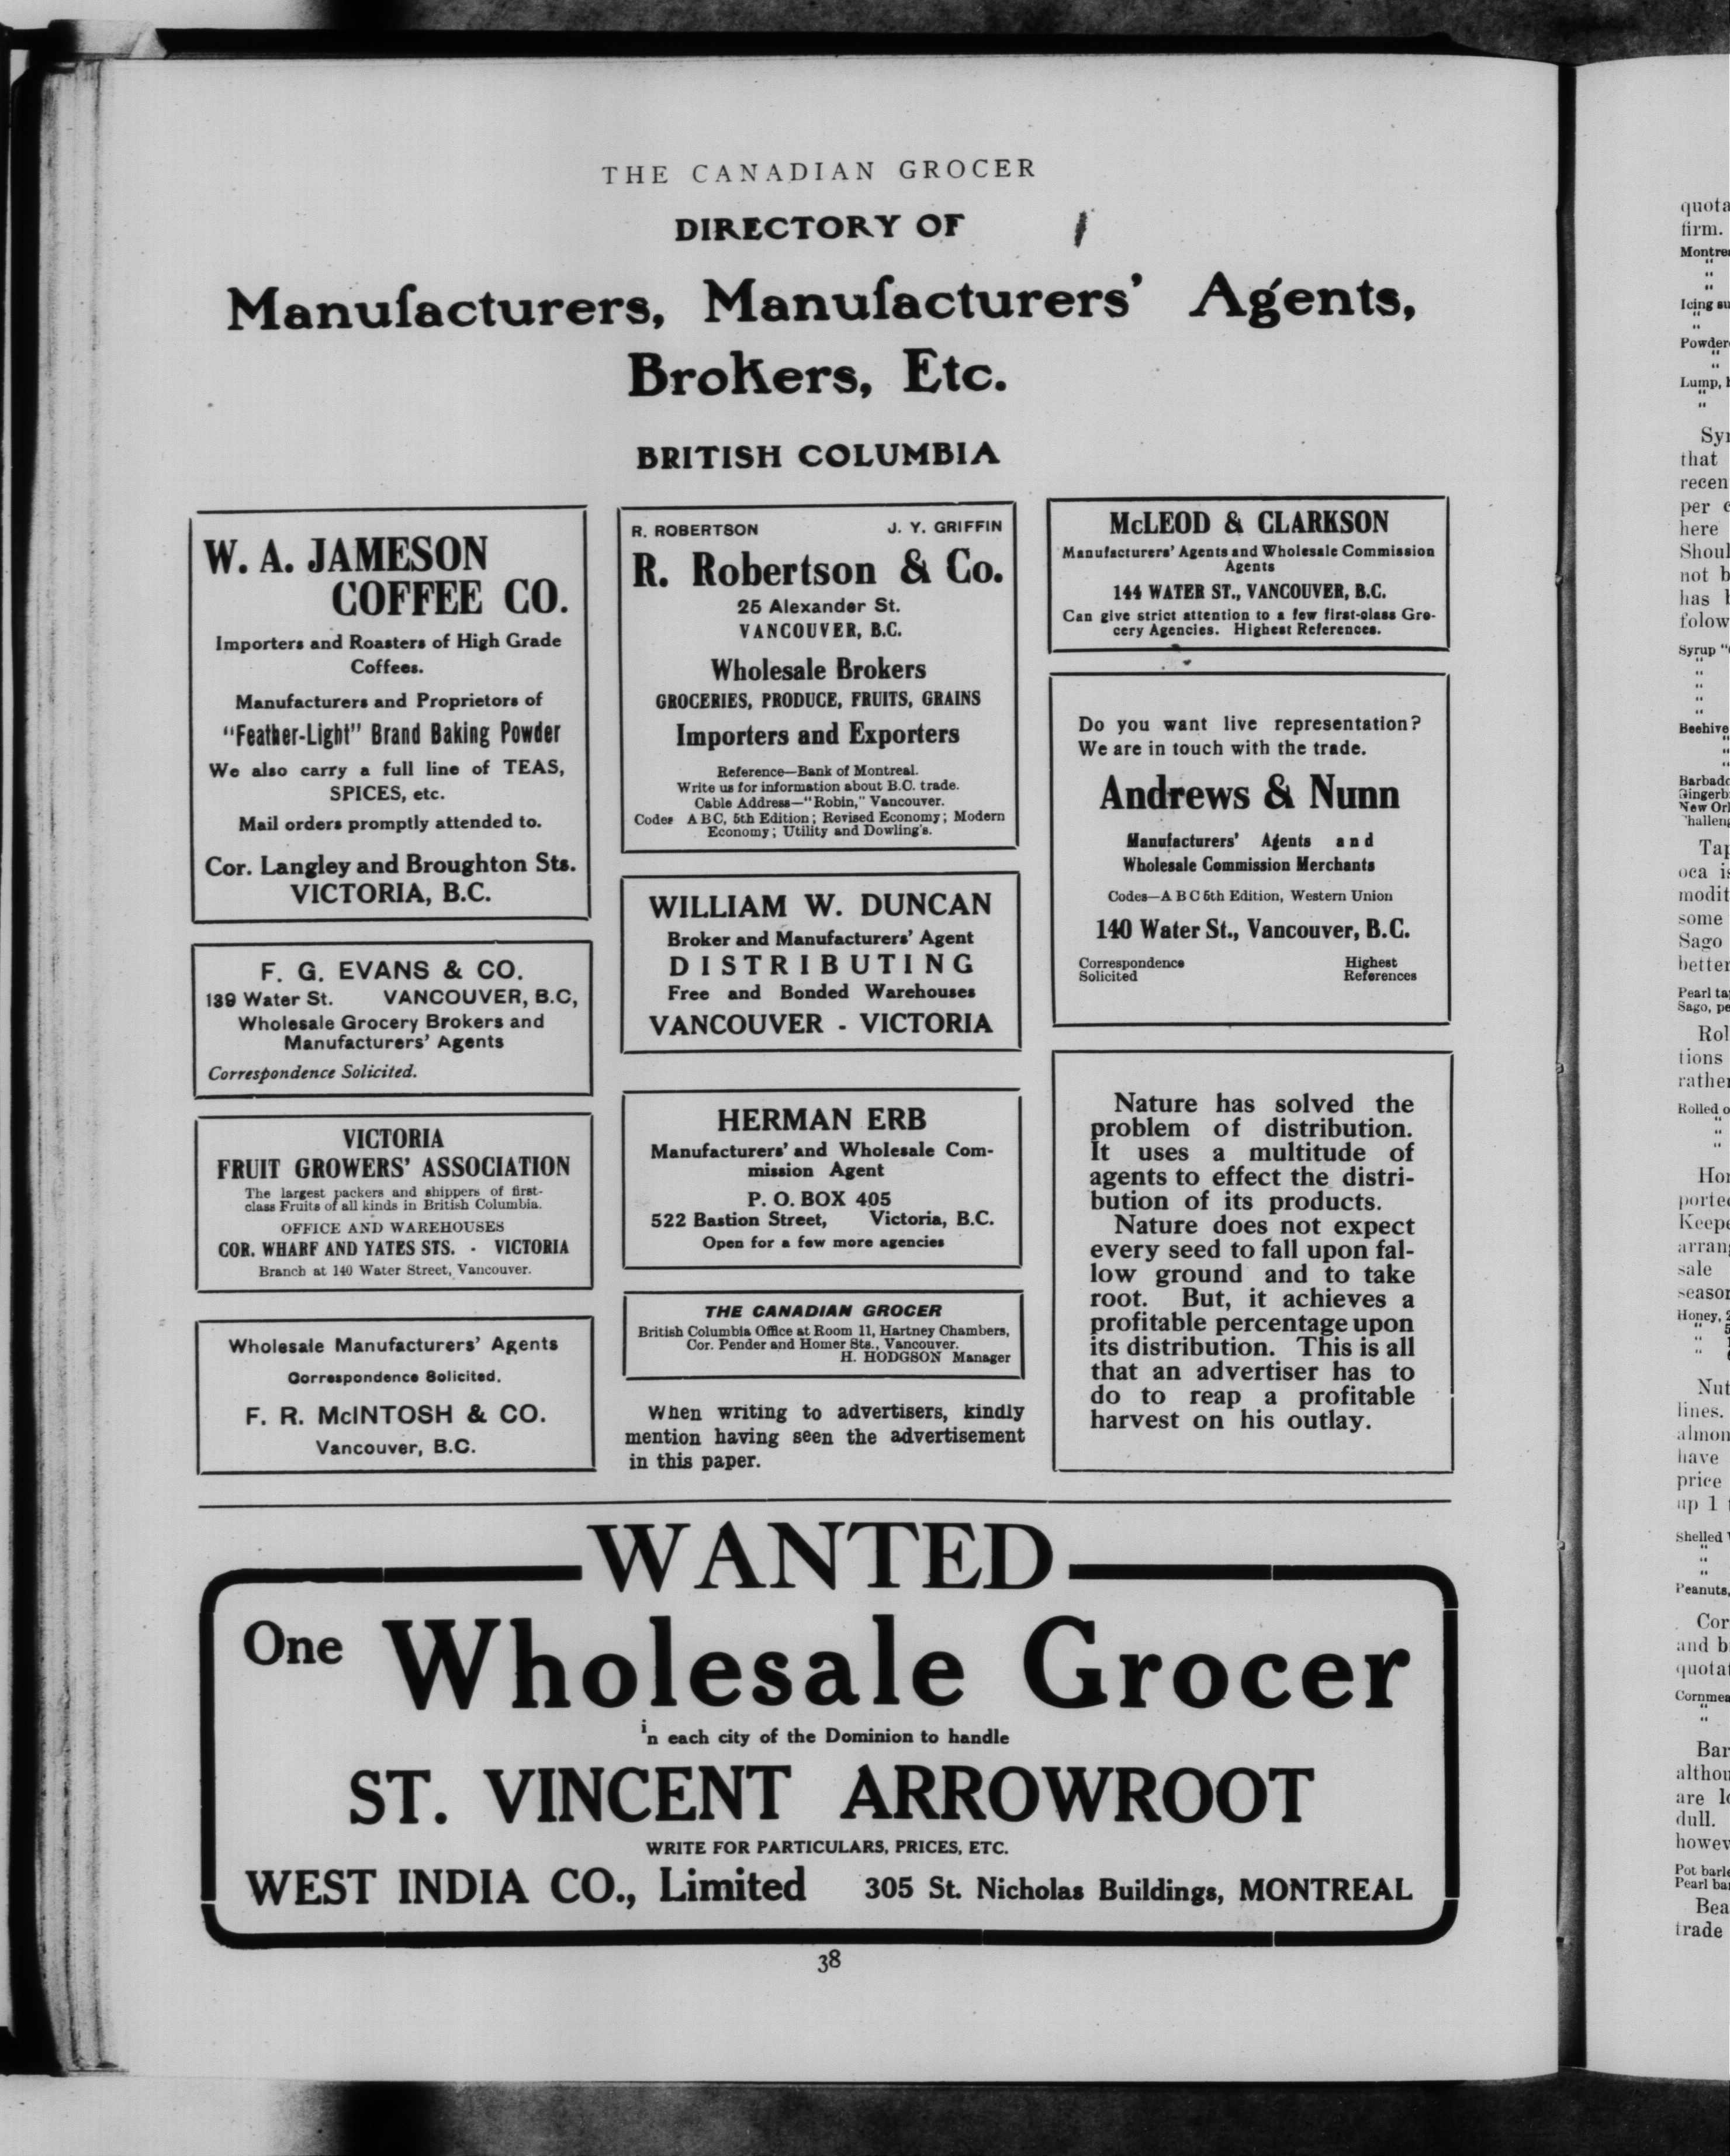 THE CANADIAN GROCER
DIRECTORY OF
Manufacturers, Manufacturers' Agents,
Brokers, Etc.
BRITISH COLUMBIA
W. A. JAMESON
COFFEE CO.
Importers and Roasters of High Grade
Coffees.
Manufacturers and Proprietors of
"Feather-Light" Brand Baking Powder
We also carry a full line of TEAS,
SPICES, etc.
Mail orders promptly attended to.
Cor. Langley and Broughton Sts.
VICTORIA, B.C.
F. G. EVANS & CO.
139 Water St. VANCOUVER, B.C,
Wholesale Grocery Brokers and
Manufacturers' Agents
Correspondence Solicited.
VICTORIA
FRUIT GROWERS' ASSOCIATION
The largest packers and shippers of first-
class Fruits of all kinds in British Columbia.
OFFICE AND WAREHOUSES
COR. WHARF AND YATES STS. - VICTORIA
Branch at 140 Water Street, Vancouver.
Wholesale Manufacturers' Agents
Correspondence Solicited.
F. R. McINTOSH & CO.
Vancouver, B.C.
R. ROBERTSON J. Y. GRIFFIN
R. Robertson & Co.
25 Alexander St.
VANCOUVER, B.C.
Wholesale Brokers
GROCERIES, PRODUCE, FRUITS, GRAINS
Importers and Exporters
Reference—Bank of Montreal.
Write us for information about B.C. trade.
Cable Address—"Robin," Vancouver.
Codes A B C, 5th Edition; Revised Economy; Modern
Economy; Utility and Dowling's.
WILLIAM W. DUNCAN
Broker and Manufacturers' Agent
DISTRIBUTING
Free and Bonded Warehouses
VANCOUVER - VICTORIA
HERMAN ERB
Manufacturers' and Wholesale Com-
mission Agent
P. O. BOX 405
522 Bastion Street, Victoria, B.C.
Open for a few more agencies
THE CANADIAN GROCER
British Columbia Office at Room 11, Hartney Chambers,
Cor. Pender and Homer Sts., Vancouver.
H. HODGSON Manager
When writing to advertisers, kindly
mention having seen the advertisement
in this paper.
McLEOD & CLARKSON
Manufacturers' Agents and Wholesale Commission
Agents
144 WATER ST., VANCOUVER, B.C.
Can give strict attention to a few first-class Gro-
cery Agencies. Highest References.
Do you want live representation?
We are in touch with the trade.
Andrews & Nunn
Manufacturers' Agents and
Wholesale Commission Merchants
Codes—A B C 5th Edition, Western Union
140 Water St., Vancouver, B.C.
Correspondence Highest
Solicited References
Nature has solved the
problem of distribution.
It uses a multitude of
agents to effect the distri-
bution of its products.
Nature does not expect
every seed to fall upon fal-
low ground and to take
root. But, it achieves a
profitable percentage upon
its distribution. This is all
that an advertiser has to
do to reap a profitable
harvest on his outlay.
WANTED
One Wholesale Grocer
in each city of the Dominion to handle
ST. VINCENT ARROWROOT
WRITE FOR PARTICULARS, PRICES, ETC.
WEST INDIA CO., Limited 305 St. Nicholas Buildings, MONTREAL
38